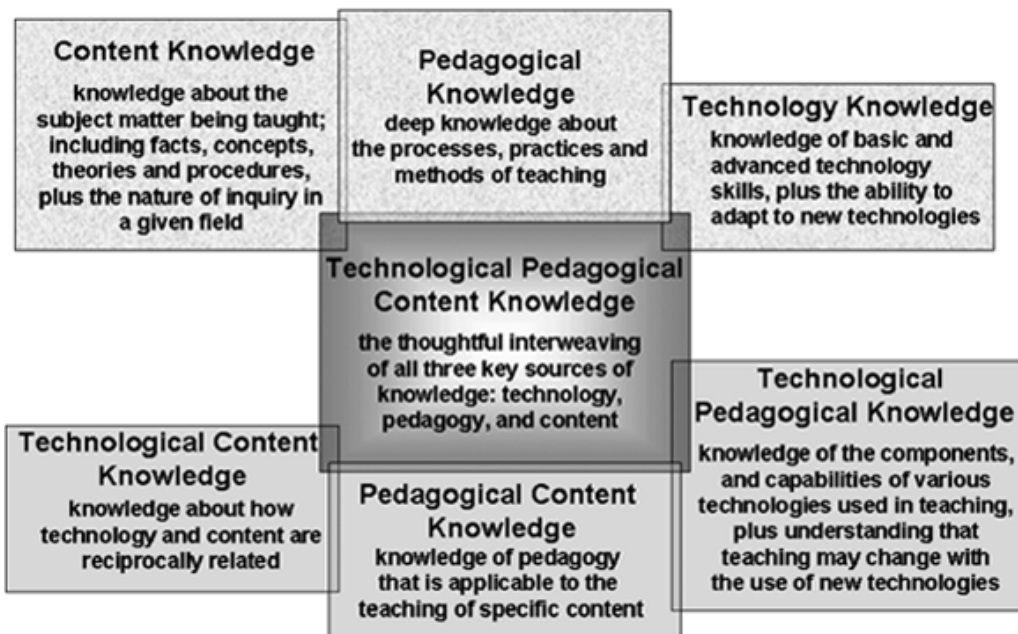 Content Knowledge
knowledge about the
subject matter being taught;
including facts, concepts,
theories and procedures,
plus the nature of inquiry in
a given field
Pedagogical
Knowledge
deep knowledge about
the processes, practices and
methods of teaching
Technology Knowledge
knowledge of basic and
advanced technology
skills, plus the ability to
adapt to new technologies
Technological Pedagogical
Content Knowledge
the thoughtful interweaving
of all three key sources of
knowledge: technology,
pedagogy, and content
Technological Content
Knowledge
knowledge about how
technology and content are
reciprocally related
Pedagogical Content
Knowledge
knowledge of pedagogy
that is applicable to the
teaching of specific content
Technological
Pedagogical Knowledge
knowledge of the components,
and capabilities of various
technologies used in teaching,
plus understanding that
teaching may change with
the use of new technologies